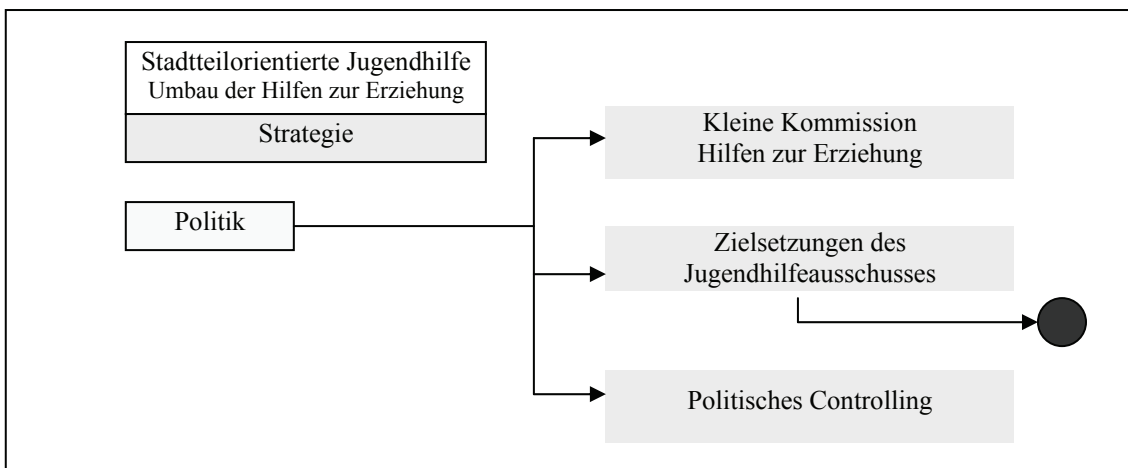 Stadtteilorientierte Jugendhilfe
Umbau der Hilfen zur Erziehung
Strategie
Politik
Kleine Kommission
Hilfen zur Erziehung
Zielsetzungen des
Jugendhilfeausschusses
Politisches Controlling